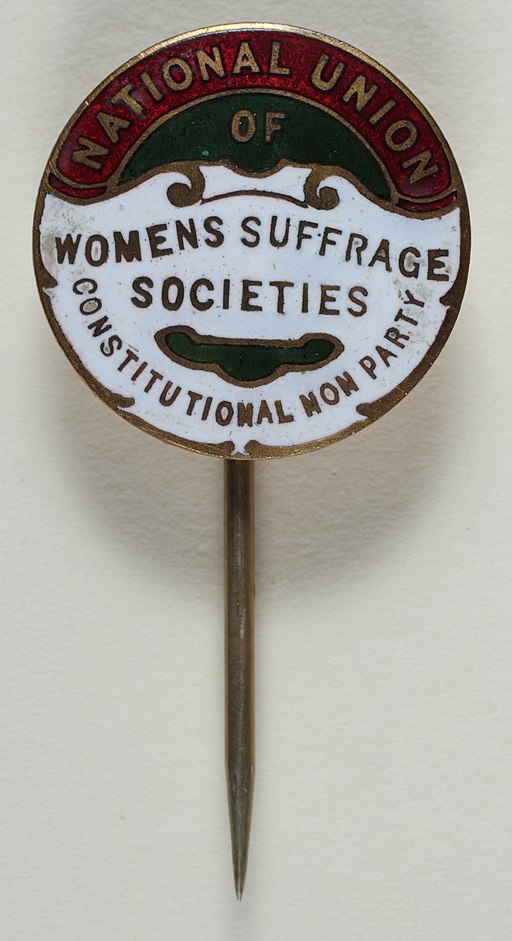 NATIONAL UNION
OF
WOMENS SUFFRAGE
SOCIETIES
CONSTITUTIONAL NON PARTY